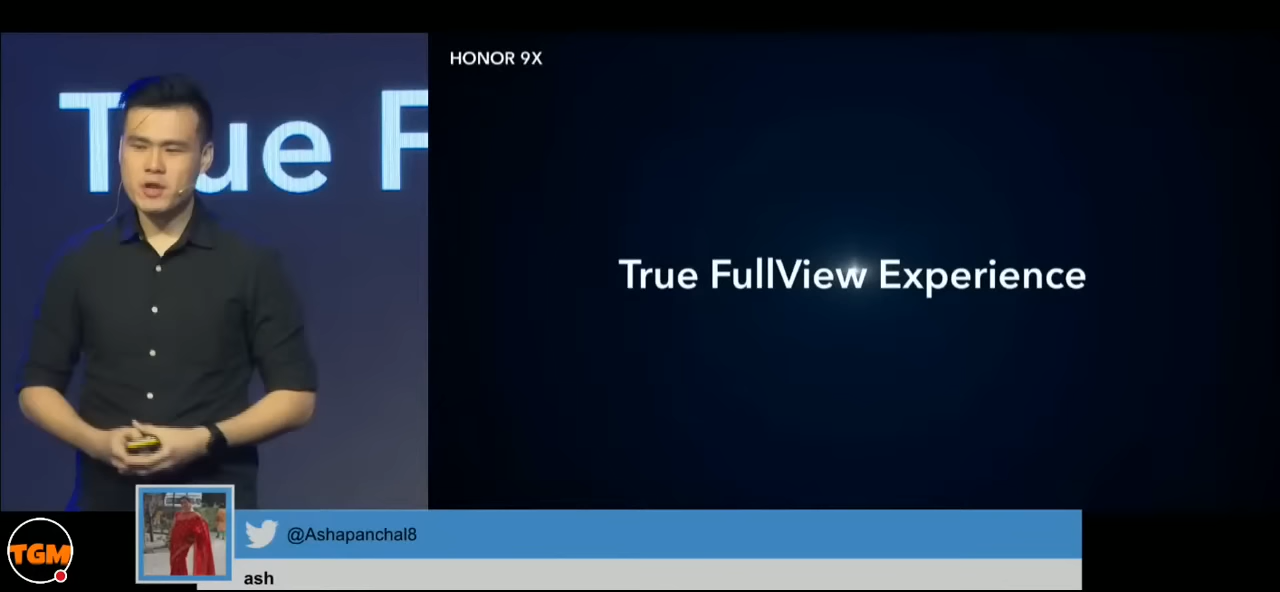 True F
HONOR 9X
True FullView Experience
@Ashapanchal8
ash
TGM